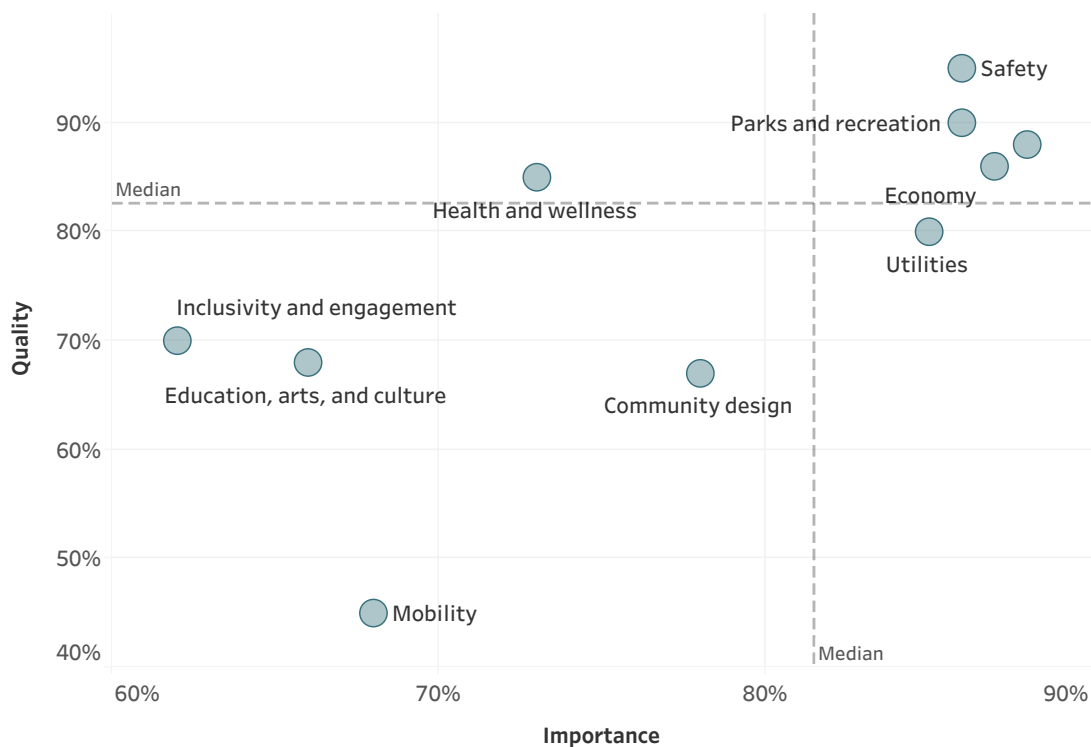 Safety
90%
Parks and recreation
Median
Economy
Health and wellness
80%
Utilities
Inclusivity and engagement
70%
Education, arts, and culture
Community design
60%
50%
Mobility
40%
Median
60%
70%
80%
90%
Quality
Importance